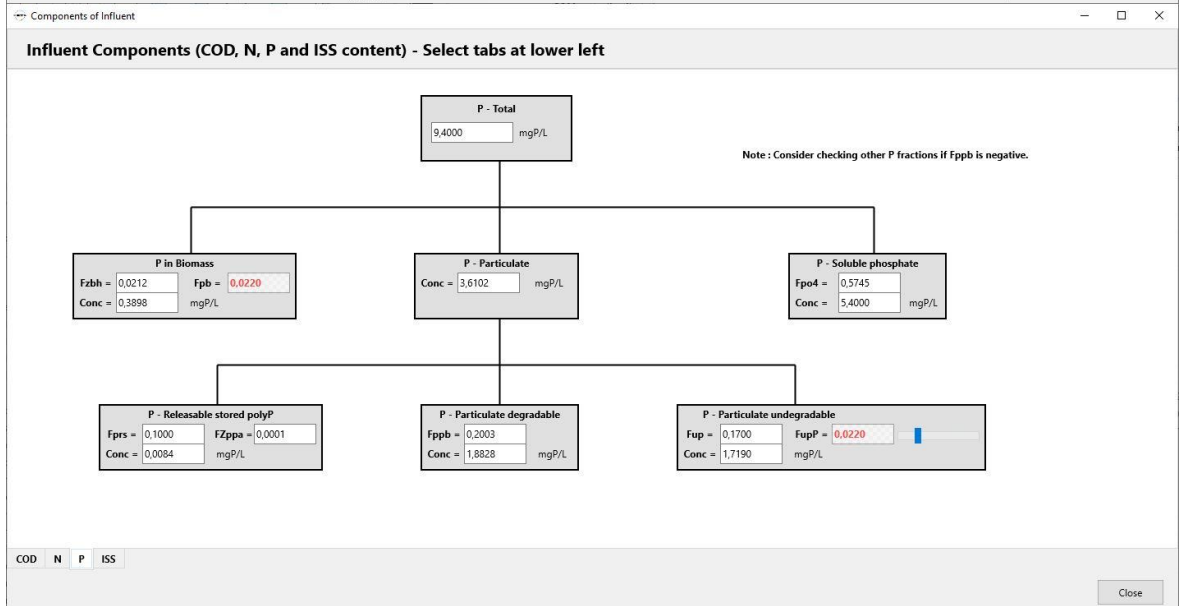 Components of Influent
Influent Components (COD, N, P and ISS content) - Select tabs at lower left
P - Total
9,4000 mgP/L
Note : Consider checking other P fractions if Fppb is negative.
P in Biomass
Fzbh = 0,0212 Fpb = 0,0220
Conc = 0,3898 mgP/L
P - Particulate
Conc = 3,6102 mgP/L
P - Soluble phosphate
Fpo4 = 0,5745
Conc = 5,4000 mgP/L
P - Releasable stored polyP
Fprs = 0,1000 FZppa = 0,0001
Conc = 0,0084 mgP/L
P - Particulate degradable
Fppb = 0,2003
Conc = 1,8828 mgP/L
P - Particulate undegradable
Fup = 0,1700 FupP = 0,0220
Conc = 1,7190 mgP/L
COD N P ISS
Close